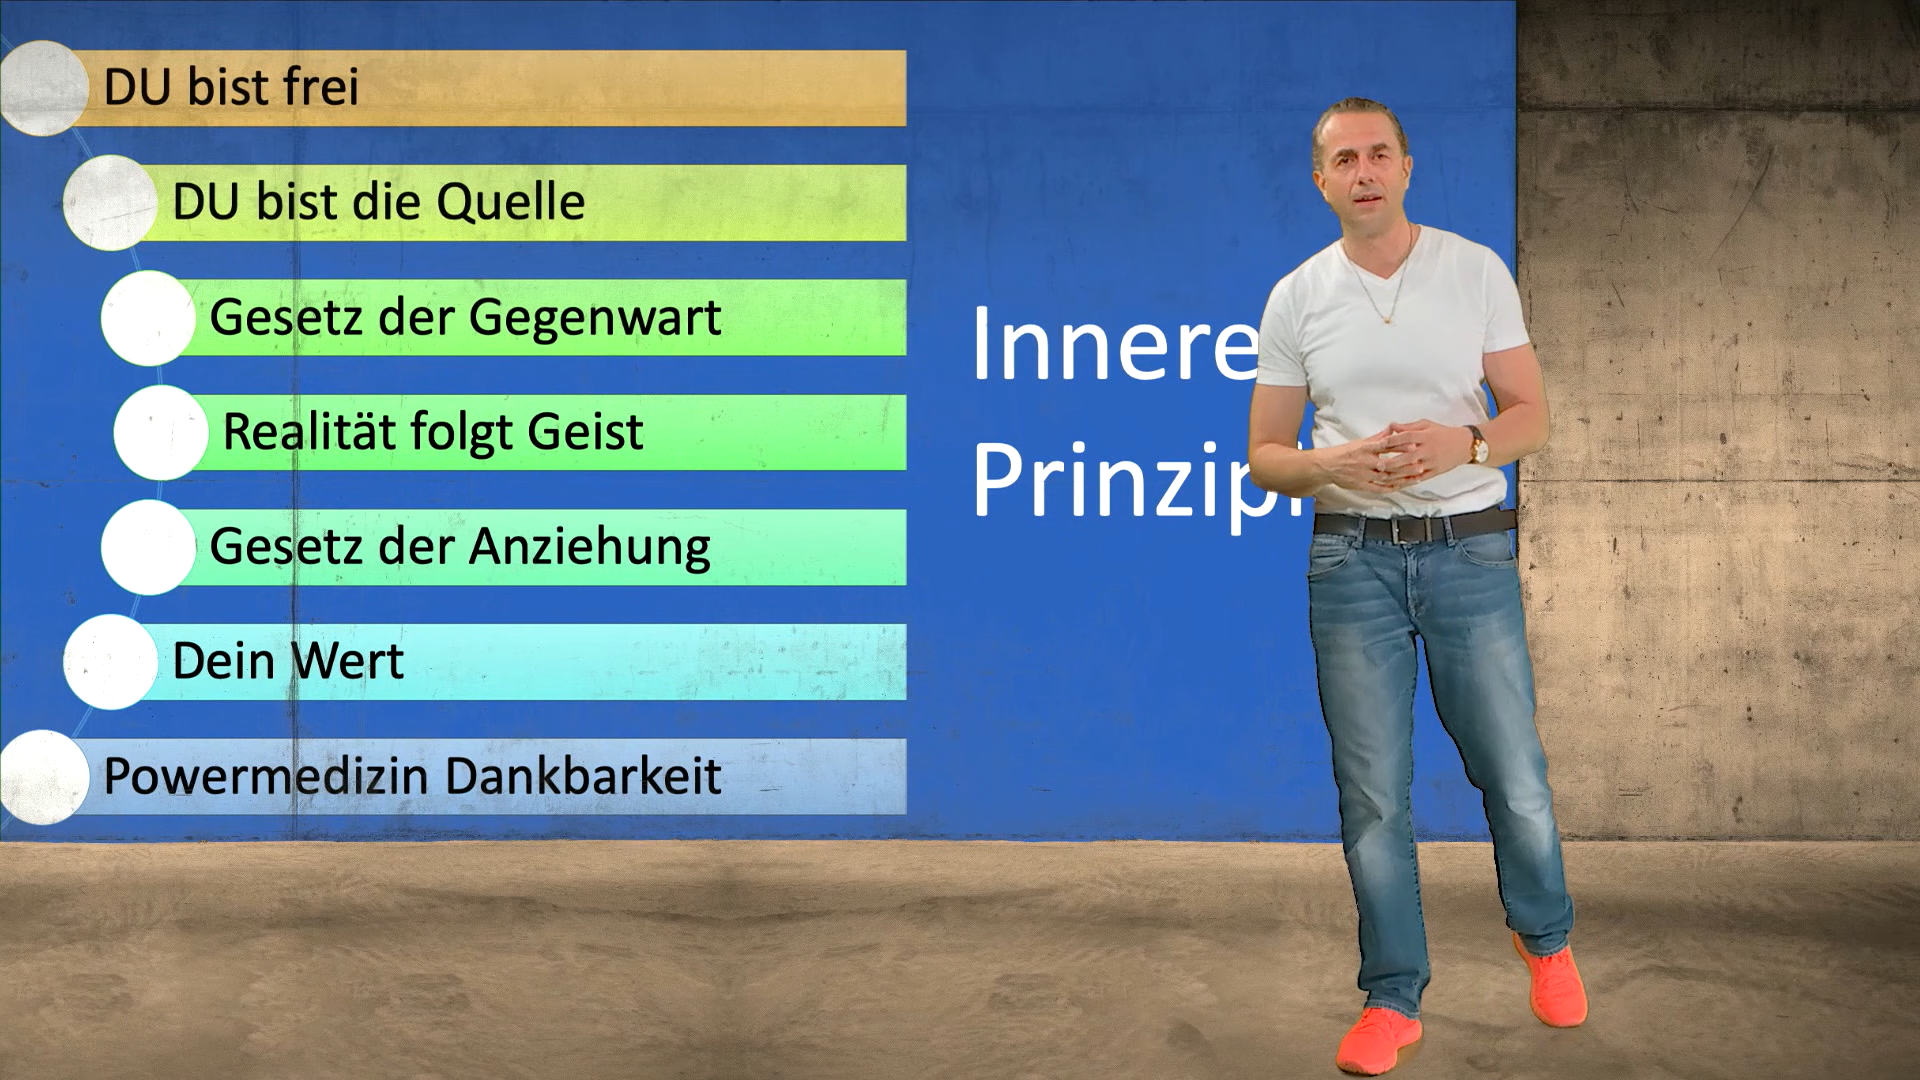 DU bist frei
DU bist die Quelle
Gesetz der Gegenwart
Realität folgt Geist
Gesetz der Anziehung
Dein Wert
Powermedizin Dankbarkeit
Innere